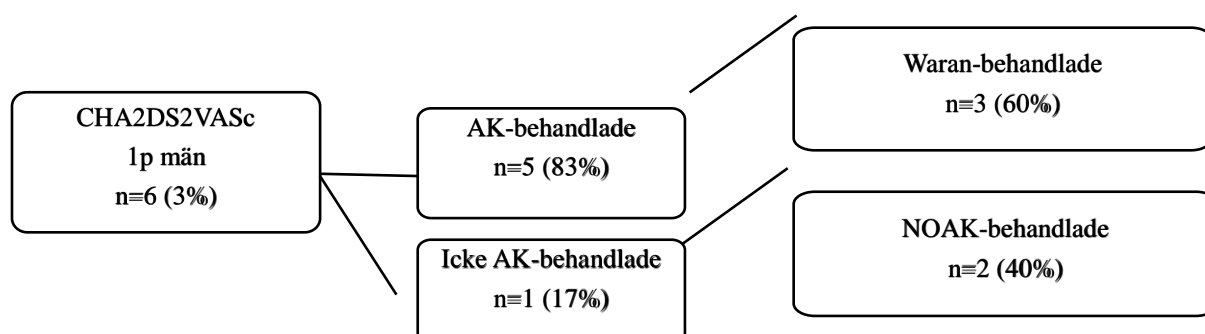 CHA2DS2VASc
1p män
n=6 (3%)
AK-behandlade
n=5 (83%)
Icke AK-behandlade
n=1 (17%)
Waran-behandlade
n=3 (60%)
NOAK-behandlade
n=2 (40%)